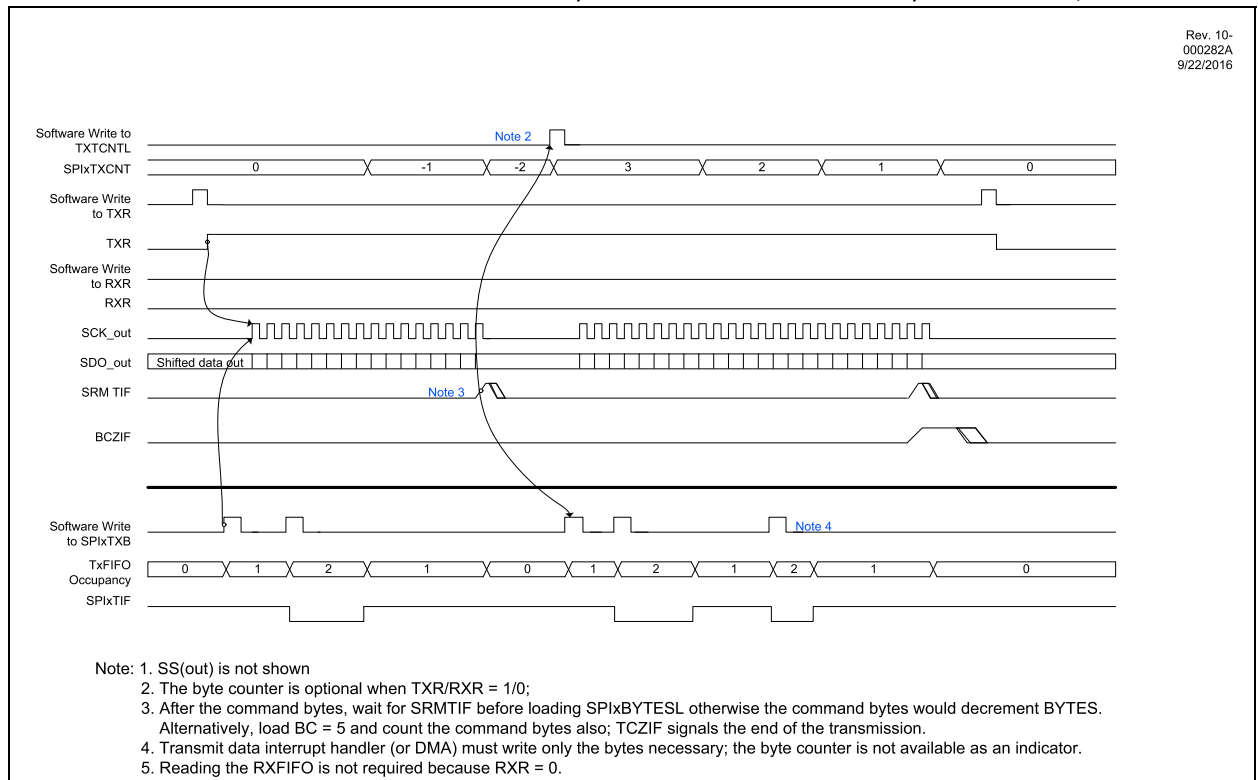 Rev. 10-
000282A
9/22/2016
Software Write to
TXTCNTL
Note 2
SPIxTXCNT
0 -1 -2 3 2 1 0
Software Write
to TXR
TXR
Software Write
to RXR
RXR
SCK_out
SDO_out
Shifted data out
SRM TIF
Note 3
BCZIF
Software Write
to SPIxTXB
Note 4
TxFIFO
Occupancy
0 1 2 1 0 1 2 1 2 1 0
SPIxTIF
Note: 1. SS(out) is not shown
2. The byte counter is optional when TXR/RXR = 1/0;
3. After the command bytes, wait for SRMTIF before loading SPIxBYTESL otherwise the command bytes would decrement BYTES.
Alternatively, load BC = 5 and count the command bytes also; TCZIF signals the end of the transmission.
4. Transmit data interrupt handler (or DMA) must write only the bytes necessary; the byte counter is not available as an indicator.
5. Reading the RXFIFO is not required because RXR = 0.